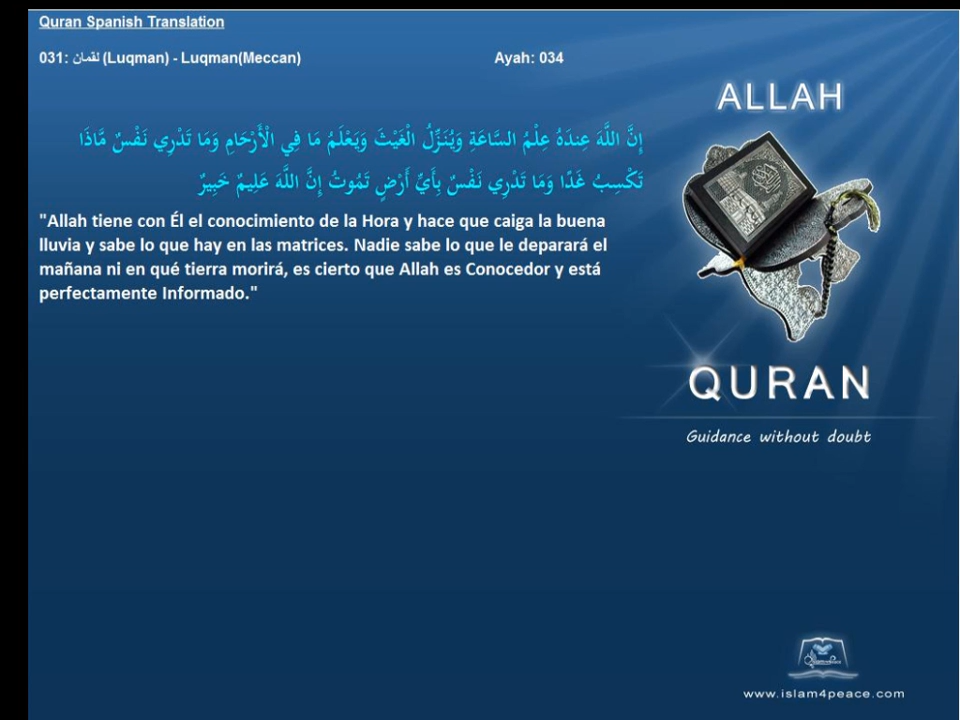 Quran Spanish Translation
031: لقمان (Luqman) - Luqman(Meccan) Ayah: 034
ALLAH
إِنَّ اللَّهَ عِندَهُ عِلْمُ السَّاعَةِ وَيُنَزِّلُ الْغَيْثَ وَيَعْلَمُ مَا فِي الْأَرْحَامِ وَمَا تَدْرِي نَفْسٌ مَّاذَا
تَكْسِبُ غَدًا وَمَا تَدْرِي نَفْسٌ بِأَيِّ أَرْضٍ تَمُوتُ إِنَّ اللَّهَ عَلِيمٌ خَبِيرٌ
"Allah tiene con Él el conocimiento de la Hora y hace que caiga la buena
lluvia y sabe lo que hay en las matrices. Nadie sabe lo que le deparará el
mañana ni en qué tierra morirá, es cierto que Allah es Conocedor y está
perfectamente Informado."
QURAN
Guidance without doubt
www.islam4peace.com